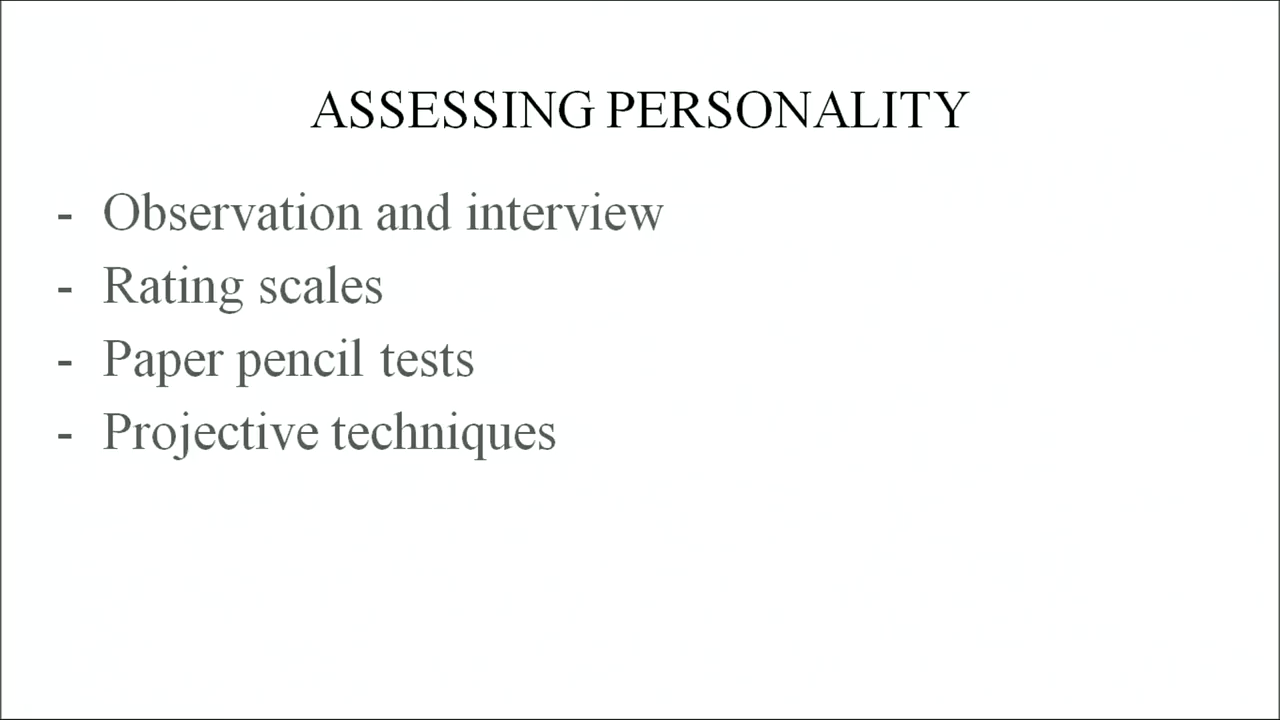 ASSESSING PERSONALITY
- Observation and interview
- Rating scales
- Paper pencil tests
- Projective techniques